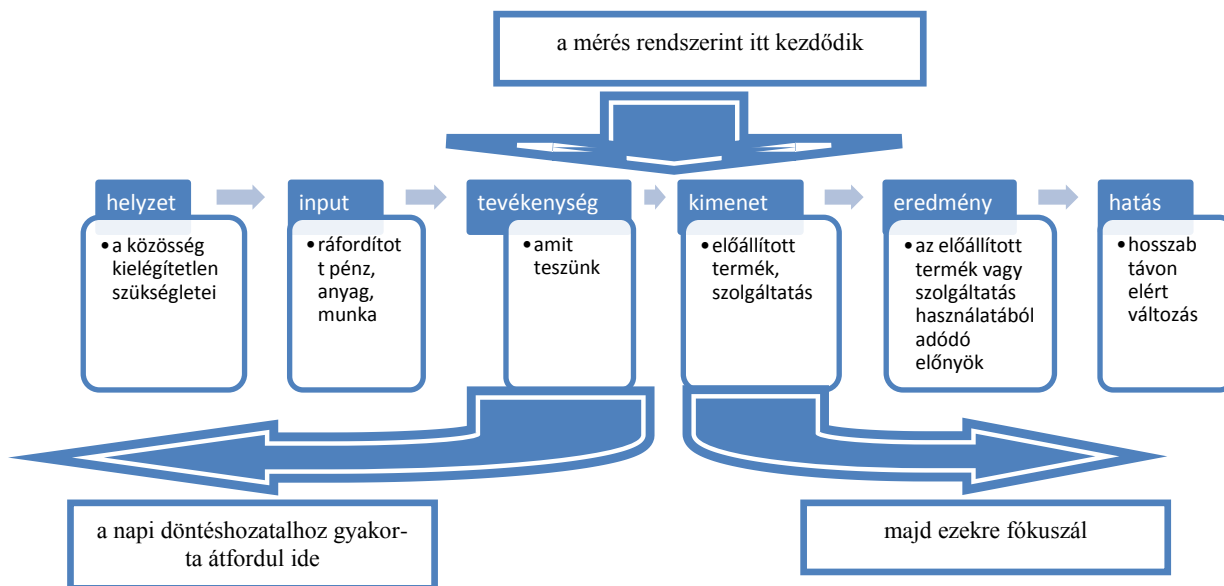 a mérés rendszerint itt kezdődik
helyzet
• a közösség
kielégítetlen
szükségletei
input
• ráfordítot
t pénz,
anyag,
munka
tevékenység
• amit
teszünk
kimenet
• előállított
termék,
szolgáltatás
eredmény
• az előállított
termék vagy
szolgáltatás
használatából
adódó
előnyök
hatás
• hosszab
távon
elért
változás
a napi döntéshozatalhoz gyakor-
ta átfordul ide
majd ezekre fókuszál